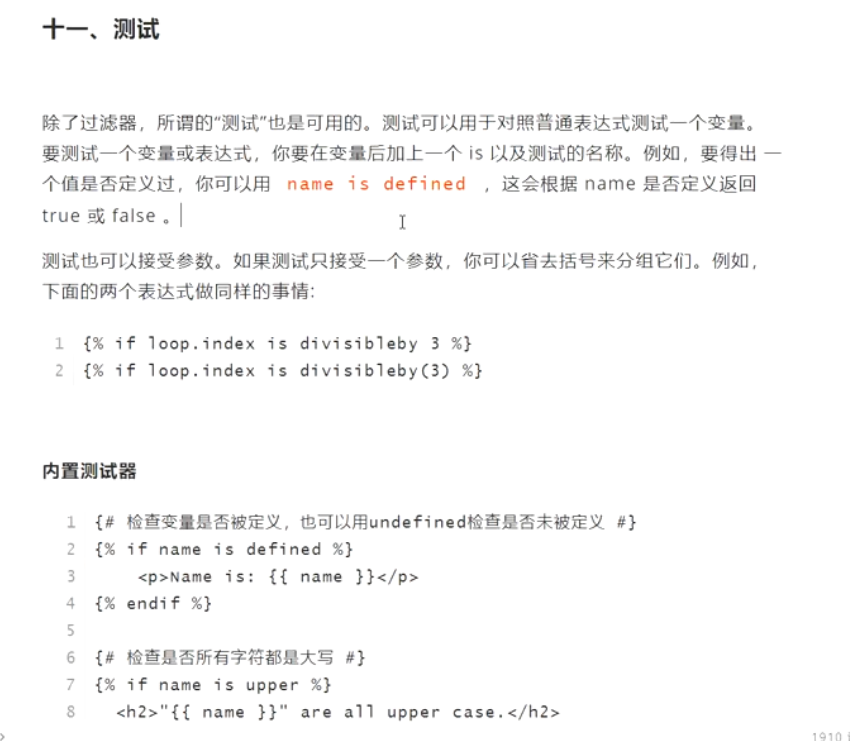 十一、测试
除了过滤器，所谓的“测试”也是可用的。测试可以用于对照普通表达式测试一个变量。
要测试一个变量或表达式，你要在变量后加上一个 is 以及测试的名称。例如，要得出 一
个值是否定义过，你可以用 name is defined ，这会根据 name 是否定义返回
true 或 false 。
测试也可以接受参数。如果测试只接受一个参数，你可以省去括号来分组它们。例如，
下面的两个表达式做同样的事情:
1 {% if loop.index is divisibleby 3 %}
2 {% if loop.index is divisibleby(3) %}
内置测试器
1 {# 检查变量是否被定义，也可以用undefined检查是否未被定义 #}
2 {% if name is defined %}
3     <p>Name is: {{ name }}</p>
4 {% endif %}
5
6 {# 检查是否所有字符都是大写 #}
7 {% if name is upper %}
8   <h2>"{{ name }}" are all upper case.</h2>
1910